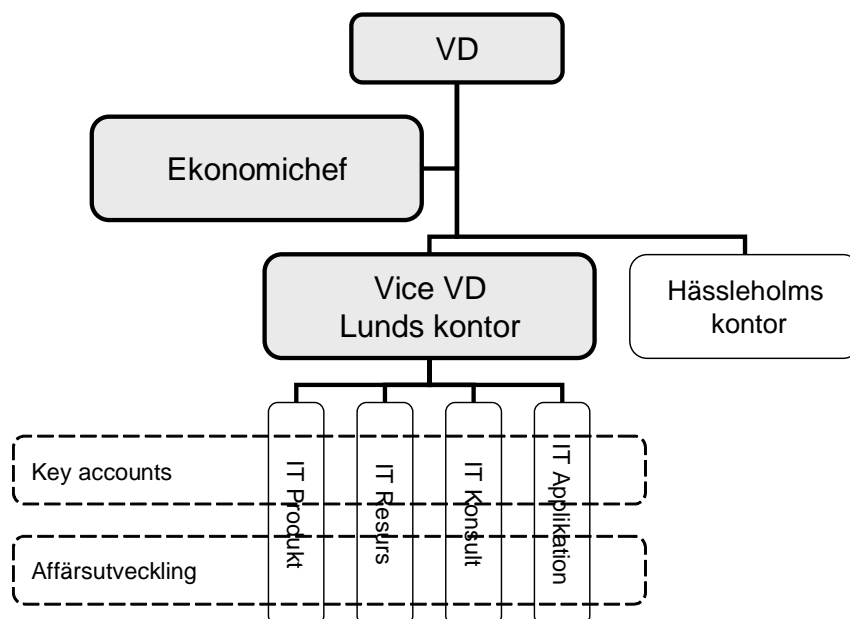 VD
Ekonomichef
Vice VD
Lunds kontor
Hässleholms
kontor
Key accounts
Affärsutveckling
IT Produkt
IT Resurs
IT Konsult
IT Applikation